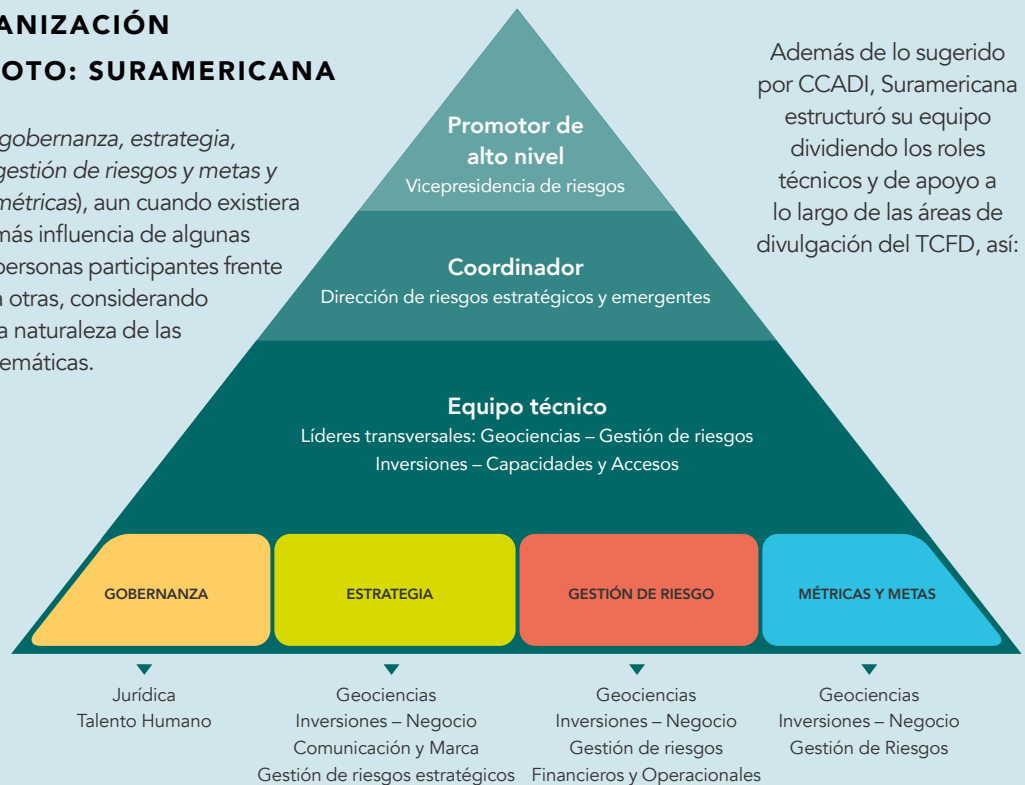 ANIZACIÓN
OTO: SURAMERICANA
gobernanza, estrategia,
gestión de riesgos y metas y
métricas), aun cuando existiera
más influencia de algunas
personas participantes frente
a otras, considerando
a naturaleza de las
emáticas.
Promotor de
alto nivel
Vicepresidencia de riesgos
Además de lo sugerido
por CCADI, Suramericana
estructuró su equipo
dividiendo los roles
técnicos y de apoyo a
lo largo de las áreas de
divulgación del TCFD, así:
Coordinador
Dirección de riesgos estratégicos y emergentes
Equipo técnico
Líderes transversales: Geociencias – Gestión de riesgos
Inversiones – Capacidades y Accesos
GOBERNANZA
ESTRATEGIA
GESTIÓN DE RIESGO
MÉTRICAS Y METAS
Jurídica
Talento Humano
Geociencias
Inversiones – Negocio
Comunicación y Marca
Gestión de riesgos estratégicos
Geociencias
Inversiones – Negocio
Gestión de riesgos
Financieros y Operacionales
Geociencias
Inversiones – Negocio
Gestión de Riesgos